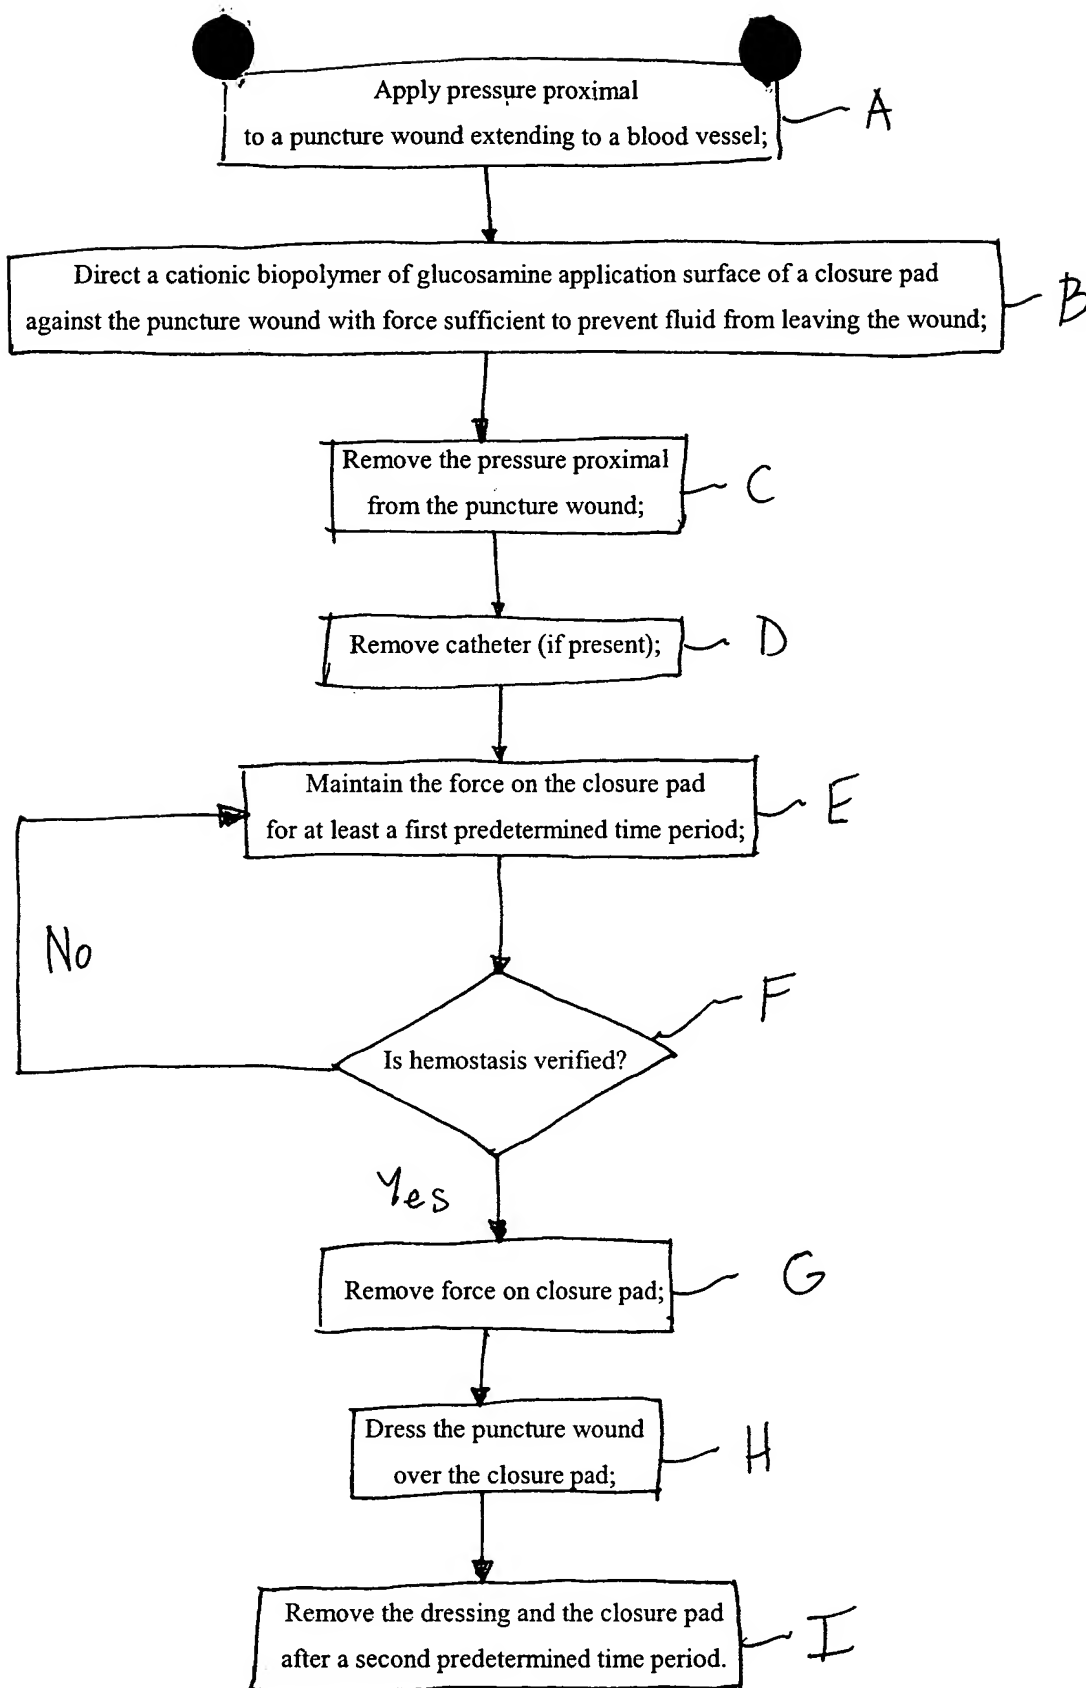 Apply pressure proximal
to a puncture wound extending to a blood vessel;
A
Direct a cationic biopolymer of glucosamine application surface of a closure pad
against the puncture wound with force sufficient to prevent fluid from leaving the wound;
B
Remove the pressure proximal
from the puncture wound;
C
Remove catheter (if present);
D
Maintain the force on the closure pad
for at least a first predetermined time period;
E
No
Is hemostasis verified?
F
Yes
Remove force on closure pad;
G
Dress the puncture wound
over the closure pad;
H
Remove the dressing and the closure pad
after a second predetermined time period.
I